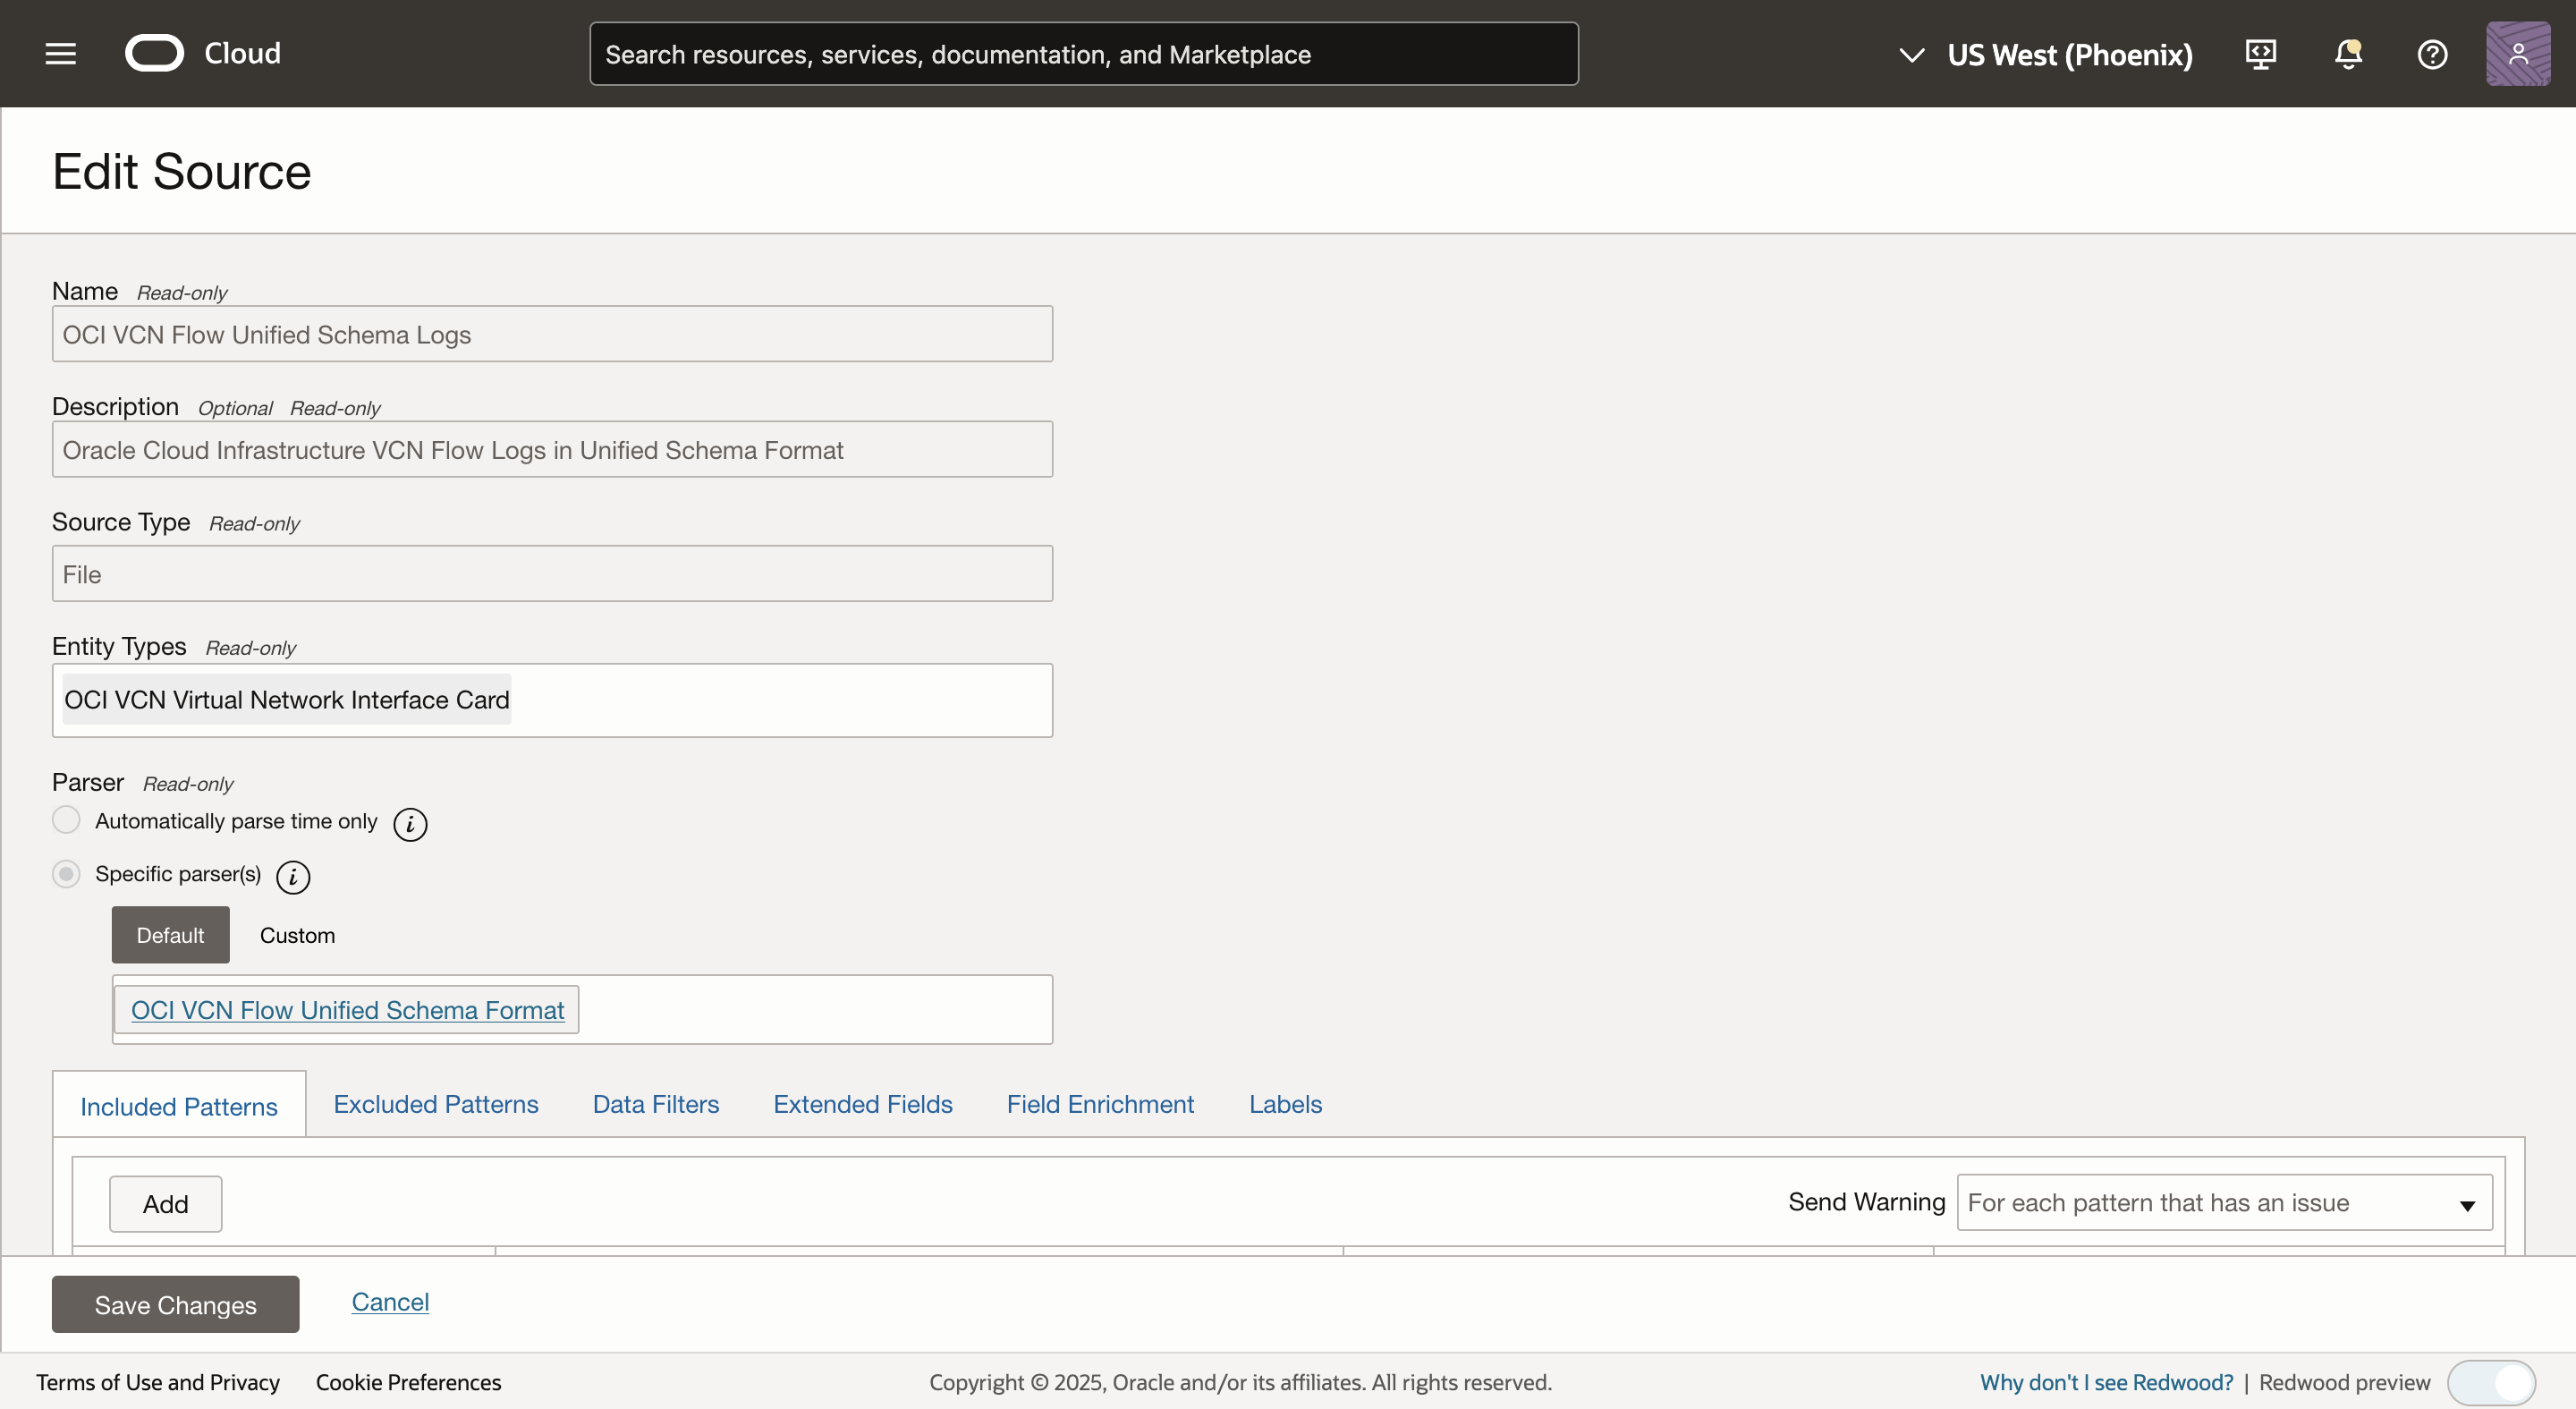 Cloud
Search resources, services, documentation, and Marketplace
US West (Phoenix)
Edit Source
Name Read-only
OCI VCN Flow Unified Schema Logs
Description Optional Read-only
Oracle Cloud Infrastructure VCN Flow Logs in Unified Schema Format
Source Type Read-only
File
Entity Types Read-only
OCI VCN Virtual Network Interface Card
Parser Read-only
Automatically parse time only i
Specific parser(s) i
Default Custom
OCI VCN Flow Unified Schema Format
Included Patterns Excluded Patterns Data Filters Extended Fields Field Enrichment Labels
Add Send Warning For each pattern that has an issue
Save Changes Cancel
Terms of Use and Privacy Cookie Preferences Copyright © 2025, Oracle and/or its affiliates. All rights reserved. Why don't I see Redwood? | Redwood preview